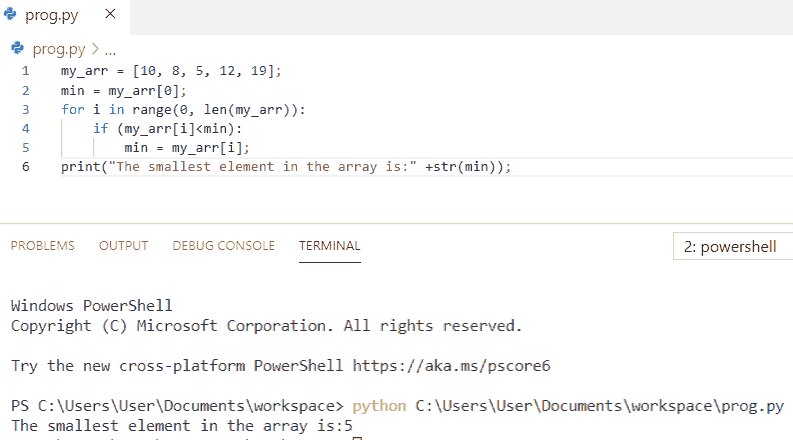 prog.py ×
prog.py > ...
1 my_arr = [10, 8, 5, 12, 19];
2 min = my_arr[0];
3 for i in range(0, len(my_arr)):
4 if (my_arr[i]<min):
5 min = my_arr[i];
6 print("The smallest element in the array is:" +str(min));
PROBLEMS OUTPUT DEBUG CONSOLE TERMINAL 2: powershell
Windows PowerShell
Copyright (C) Microsoft Corporation. All rights reserved.
Try the new cross-platform PowerShell https://aka.ms/pscore6
PS C:\Users\User\Documents\workspace> python C:\Users\User\Documents\workspace\prog.py
The smallest element in the array is:5